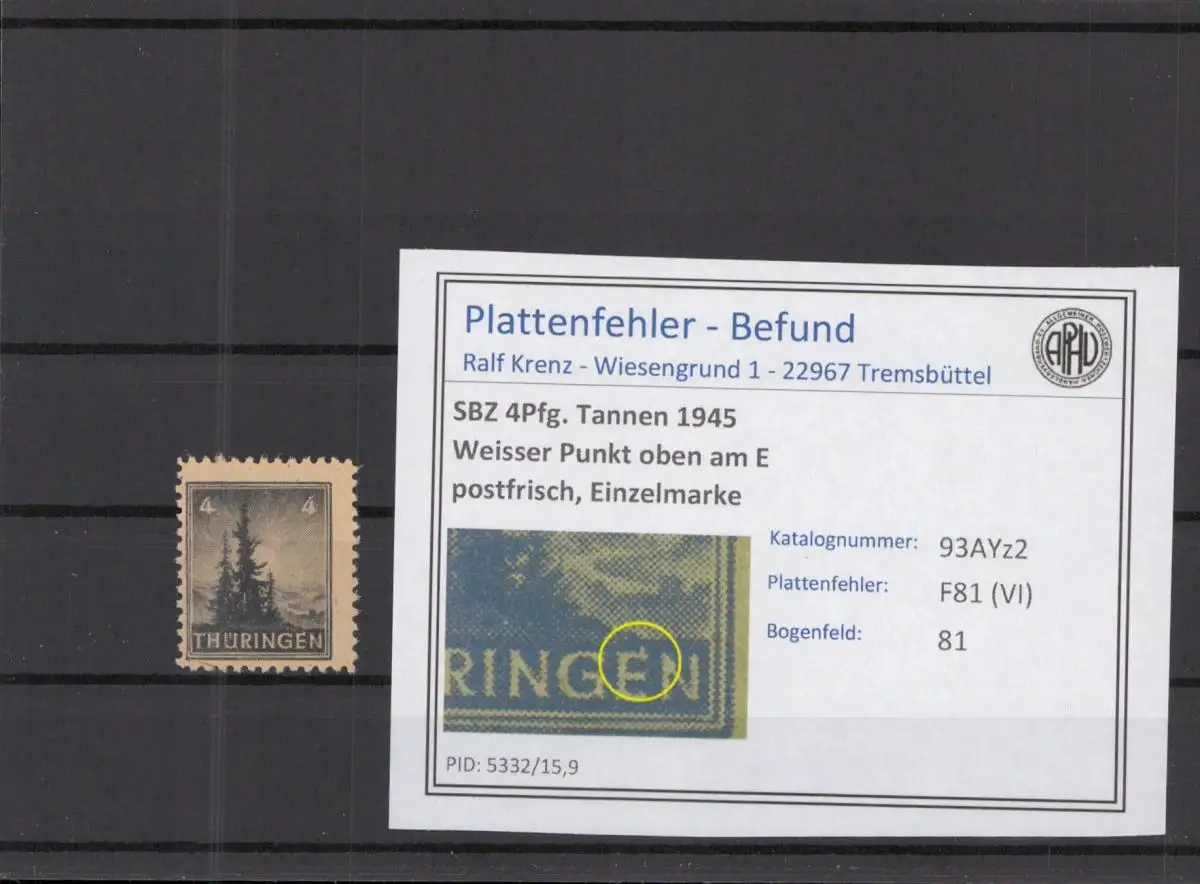 4 4
THÜRINGEN
Plattenfehler - Befund
Ralf Krenz - Wiesengrund 1 - 22967 Tremsbüttel
APHV
SBZ 4Pfg. Tannen 1945
Weisser Punkt oben am E
postfrisch, Einzelmarke
Katalognummer: 93AYz2
Plattenfehler: F81 (VI)
Bogenfeld: 81
RINGEN
PID: 5332/15,9